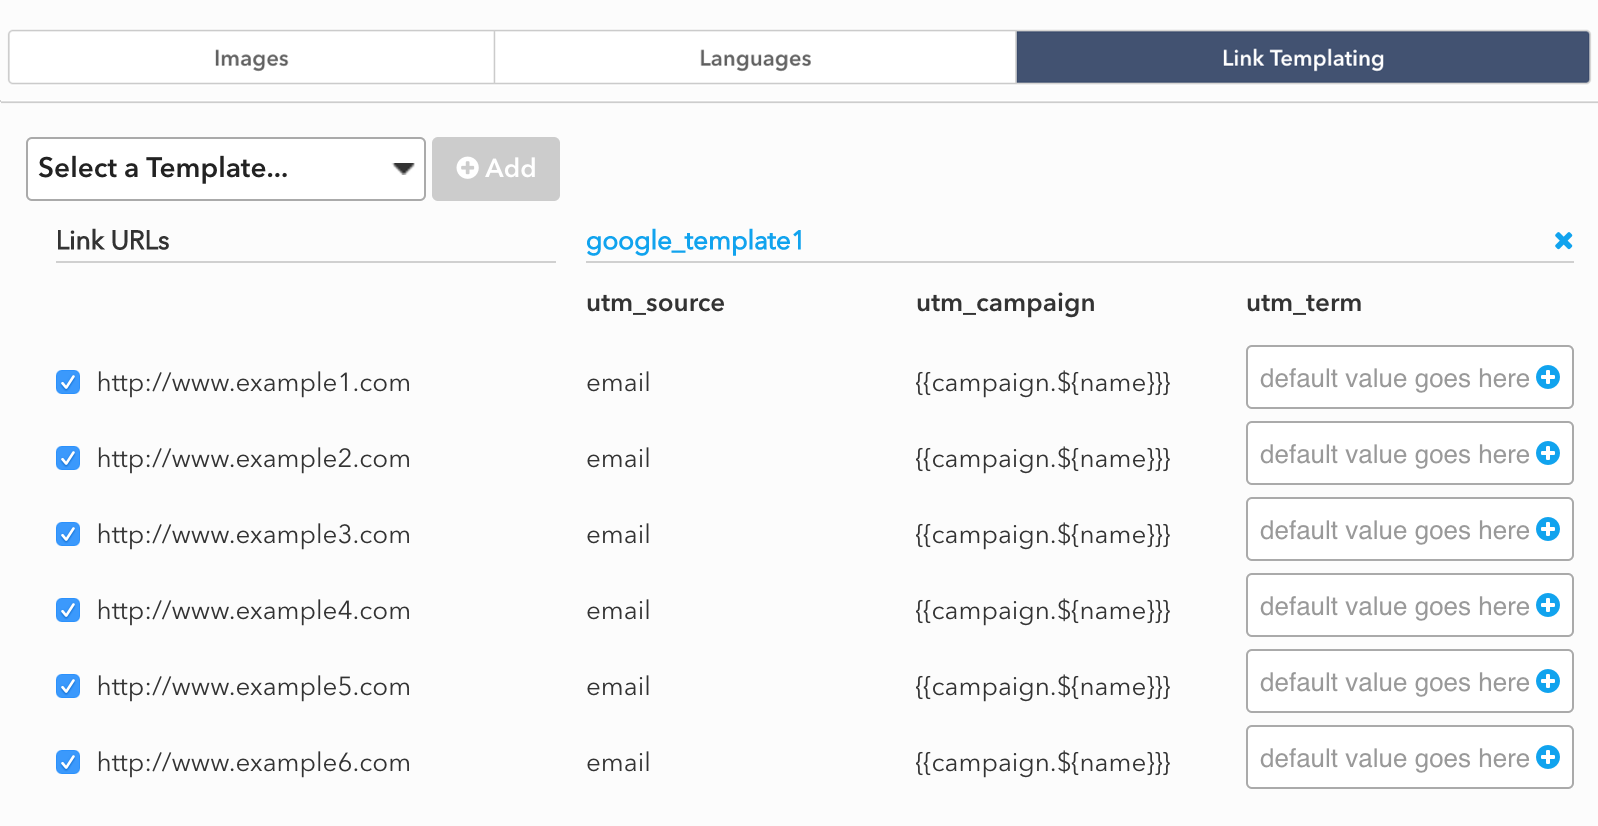 Images Languages Link Templating
Select a Template... Add
Link URLs google_template1
utm_source utm_campaign utm_term
http://www.example1.com email {{campaign.${name}}} default value goes here
http://www.example2.com email {{campaign.${name}}} default value goes here
http://www.example3.com email {{campaign.${name}}} default value goes here
http://www.example4.com email {{campaign.${name}}} default value goes here
http://www.example5.com email {{campaign.${name}}} default value goes here
http://www.example6.com email {{campaign.${name}}} default value goes here